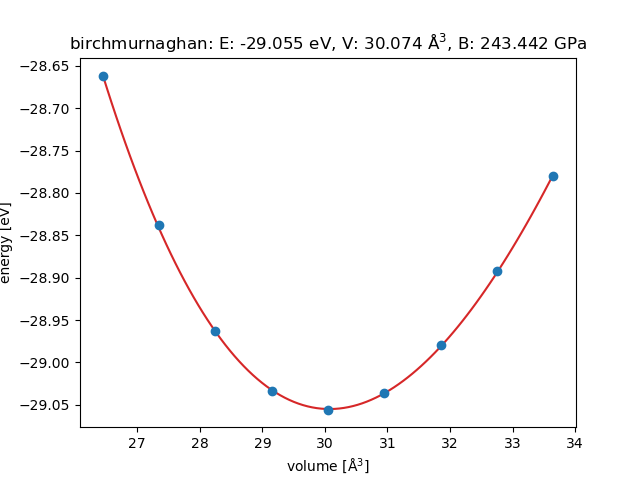 birchmurnaghan: E: -29.055 eV, V: 30.074 Å³, B: 243.442 GPa
−28.65
−28.70
−28.75
−28.80
−28.85
−28.90
−28.95
−29.00
−29.05
energy [eV]
27 28 29 30 31 32 33 34
volume [Å³]